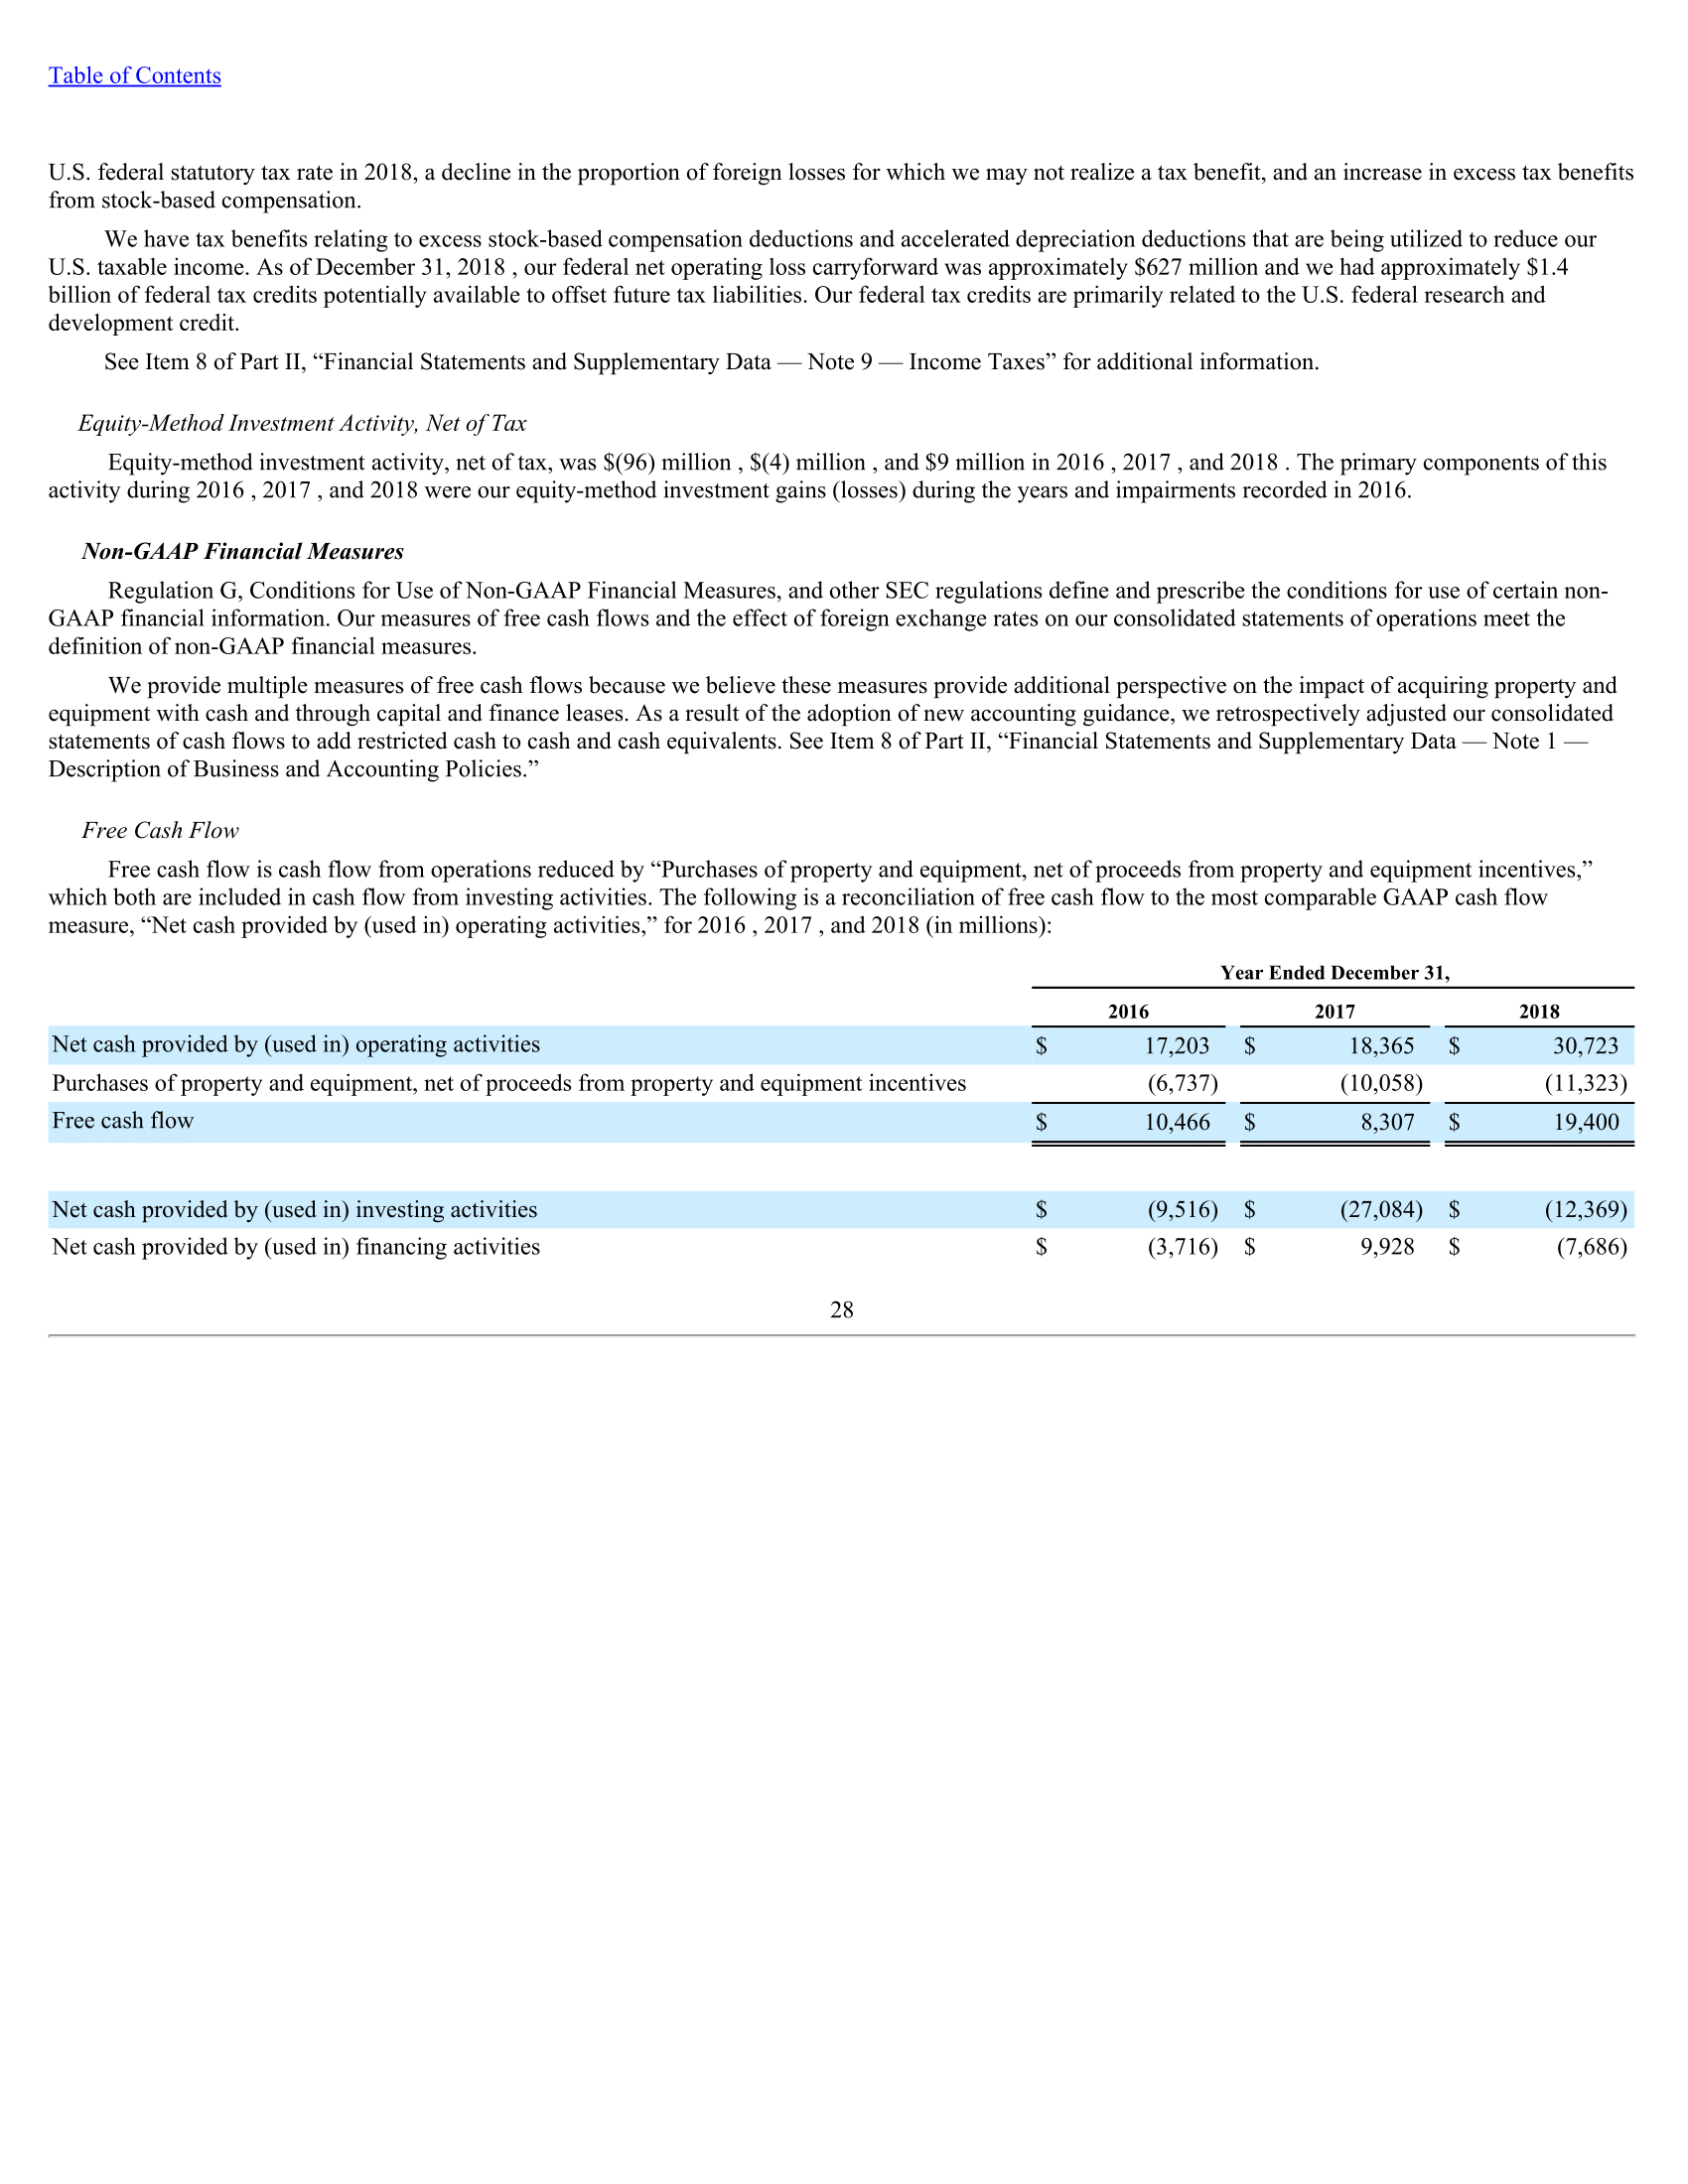 Table of Contents
U.S. federal statutory tax rate in 2018, a decline in the proportion of foreign losses for which we may not realize a tax benefit, and an increase in excess tax benefits
from stock-based compensation.
We have tax benefits relating to excess stock-based compensation deductions and accelerated depreciation deductions that are being utilized to reduce our
U.S. taxable income. As of December 31, 2018 , our federal net operating loss carryforward was approximately $627 million and we had approximately $1.4
billion of federal tax credits potentially available to offset future tax liabilities. Our federal tax credits are primarily related to the U.S. federal research and
development credit.
See Item 8 of Part II, “Financial Statements and Supplementary Data — Note 9 — Income Taxes” for additional information.
Equity-Method Investment Activity, Net of Tax
Equity-method investment activity, net of tax, was $(96) million , $(4) million , and $9 million in 2016 , 2017 , and 2018 . The primary components of this
activity during 2016 , 2017 , and 2018 were our equity-method investment gains (losses) during the years and impairments recorded in 2016.
Non-GAAP Financial Measures
Regulation G, Conditions for Use of Non-GAAP Financial Measures, and other SEC regulations define and prescribe the conditions for use of certain non-
GAAP financial information. Our measures of free cash flows and the effect of foreign exchange rates on our consolidated statements of operations meet the
definition of non-GAAP financial measures.
We provide multiple measures of free cash flows because we believe these measures provide additional perspective on the impact of acquiring property and
equipment with cash and through capital and finance leases. As a result of the adoption of new accounting guidance, we retrospectively adjusted our consolidated
statements of cash flows to add restricted cash to cash and cash equivalents. See Item 8 of Part II, “Financial Statements and Supplementary Data — Note 1 —
Description of Business and Accounting Policies.”
Free Cash Flow
Free cash flow is cash flow from operations reduced by “Purchases of property and equipment, net of proceeds from property and equipment incentives,”
which both are included in cash flow from investing activities. The following is a reconciliation of free cash flow to the most comparable GAAP cash flow
measure, “Net cash provided by (used in) operating activities,” for 2016 , 2017 , and 2018 (in millions):
Year Ended December 31,
2016 2017 2018
Net cash provided by (used in) operating activities $ 17,203 $ 18,365 $ 30,723
Purchases of property and equipment, net of proceeds from property and equipment incentives (6,737) (10,058) (11,323)
Free cash flow $ 10,466 $ 8,307 $ 19,400
Net cash provided by (used in) investing activities $ (9,516) $ (27,084) $ (12,369)
Net cash provided by (used in) financing activities $ (3,716) $ 9,928 $ (7,686)
28